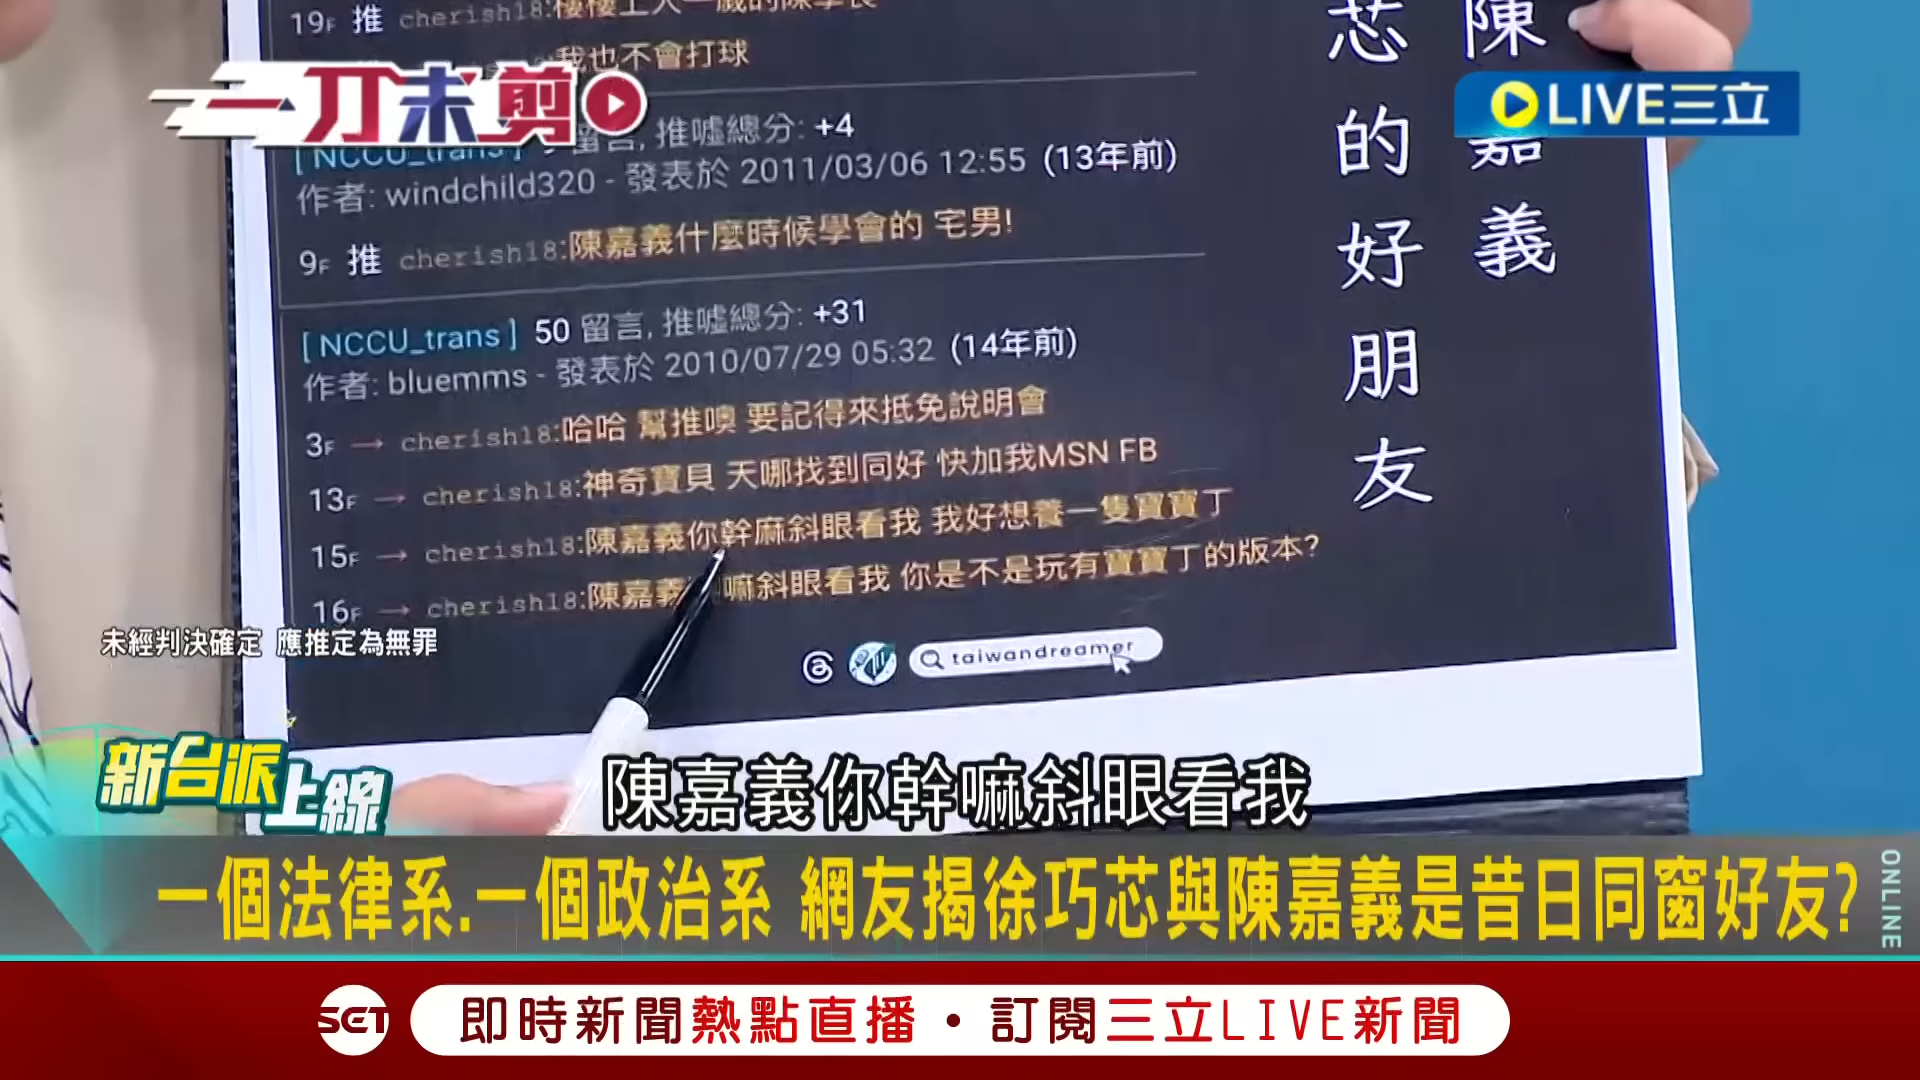 19F 推 cherish18:樓樓上大一歲的陳學長
我也不會打球
一刀未剪
LIVE三立
陳嘉義
芯的好朋友
[ NCCU_trans ] 留言, 推噓總分: +4
作者: windchild320 - 發表於 2011/03/06 12:55 (13年前)
9F 推 cherish18:陳嘉義什麼時候學會的 宅男!
[ NCCU_trans ] 50 留言, 推噓總分: +31
作者: bluemms - 發表於 2010/07/29 05:32 (14年前)
3F → cherish18:哈哈 幫推噢 要記得來抵免說明會
13F → cherish18:神奇寶貝 天哪找到同好 快加我MSN FB
15F → cherish18:陳嘉義你幹麻斜眼看我 我好想養一隻寶寶丁
16F → cherish18:陳嘉義 嘛斜眼看我 你是不是玩有寶寶丁的版本?
未經判決確定 應推定為無罪
taiwandreamer
新台派上線
陳嘉義你幹嘛斜眼看我
一個法律系.一個政治系 網友揭徐巧芯與陳嘉義是昔日同窗好友?
ONLINE
SET 即時新聞熱點直播・訂閱三立LIVE新聞